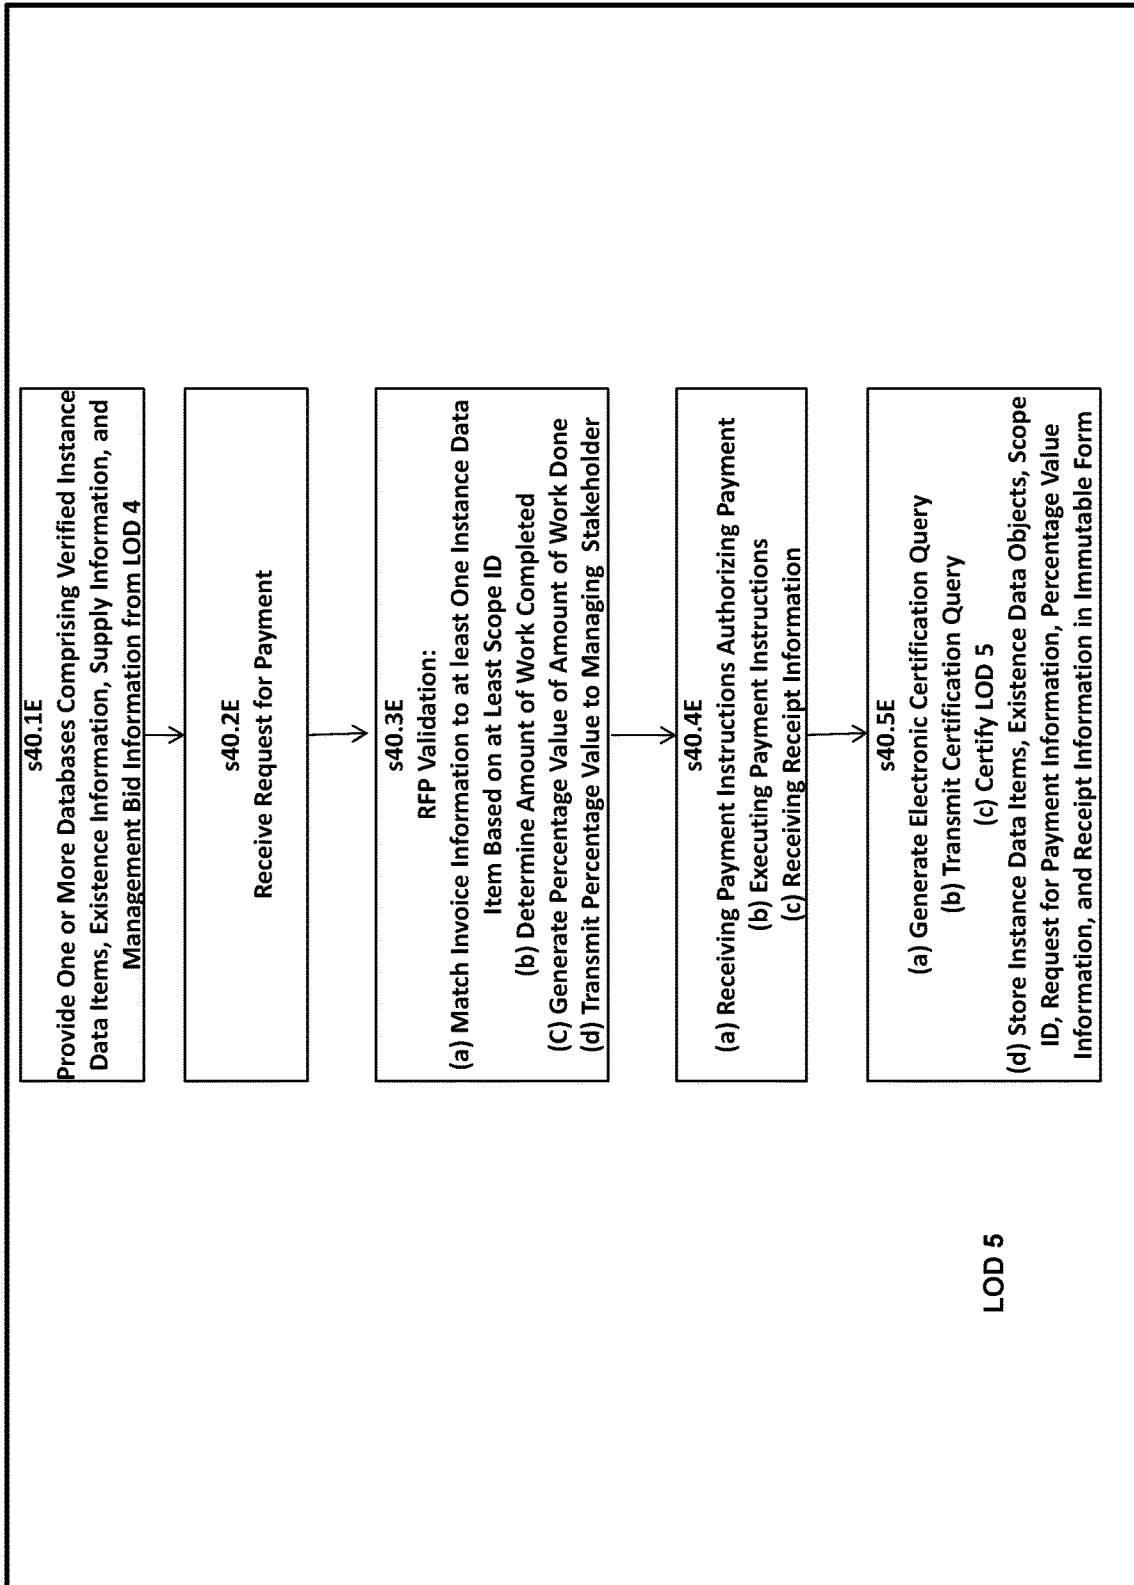 s40.1E
Provide One or More Databases Comprising Verified Instance
Data Items, Existence Information, Supply Information, and
Management Bid Information from LOD 4
s40.2E
Receive Request for Payment
s40.3E
RFP Validation:
(a) Match Invoice Information to at least One Instance Data
Item Based on at Least Scope ID
(b) Determine Amount of Work Completed
(C) Generate Percentage Value of Amount of Work Done
(d) Transmit Percentage Value to Managing Stakeholder
s40.4E
(a) Receiving Payment Instructions Authorizing Payment
(b) Executing Payment Instructions
(c) Receiving Receipt Information
s40.5E
(a) Generate Electronic Certification Query
(b) Transmit Certification Query
(c) Certify LOD 5
(d) Store Instance Data Items, Existence Data Objects, Scope
ID, Request for Payment Information, Percentage Value
Information, and Receipt Information in Immutable Form
LOD 5